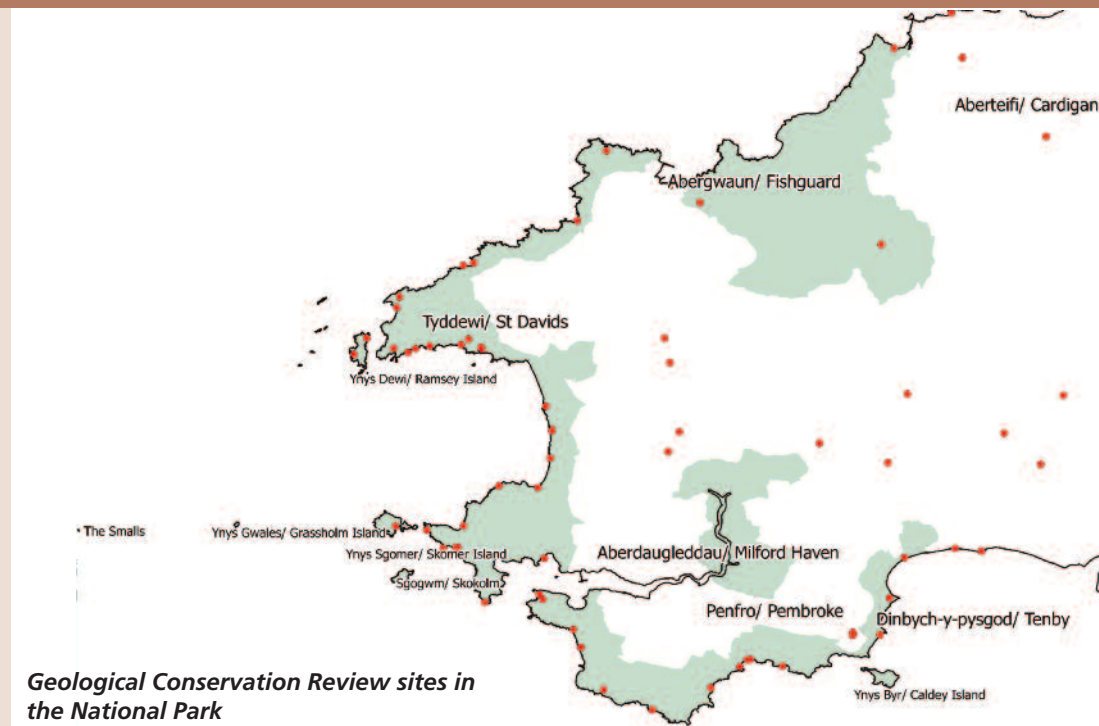 Aberteifi/ Cardigan
Abergwaun/ Fishguard
Tyddewi/ St Davids
Ynys Dewi/ Ramsey Island
The Smalls
Ynys Gwales/ Grassholm Island
Ynys Sgomer/ Skomer Island
Aberdaugleddau/ Milford Haven
Sgogwm/ Skokolm
Penfro/ Pembroke
Dinbych-y-pysgod/ Tenby
Ynys Byr/ Caldey Island
Geological Conservation Review sites in
the National Park